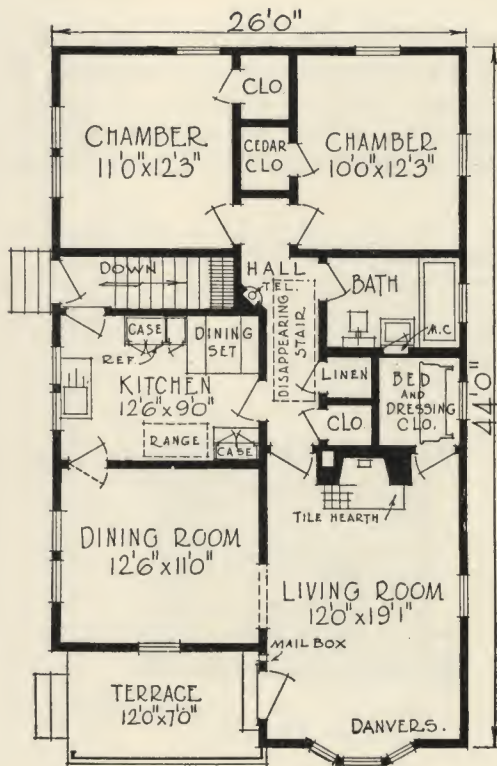 26'0"
CLO.
CHAMBER
11'0"x12'3"
CEDAR
CLO
CHAMBER
10'0"x12'3"
DOWN
HALL
TEL.
BATH
DISAPPEARING
STAIR
M.C.
CASE
REF.
DINING
SET
KITCHEN
12'6"x9'0"
RANGE
CASE
LINEN
CLO
BED
AND
DRESSING
CLO.
44'0"
TILE HEARTH
DINING ROOM
12'6"x11'0"
LIVING ROOM
12'0"x19'1"
MAIL BOX
TERRACE
12'0"x7'0"
DANVERS.